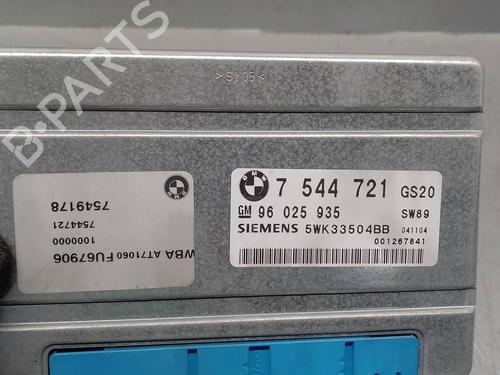 >S105<
B-PARTS
7 544 721 GS20
GM 96 025 935 SW89
SIEMENS 5WK33504BB 041104
001267841
7549178
7544721
1000000
WBA AT771060 FU67906